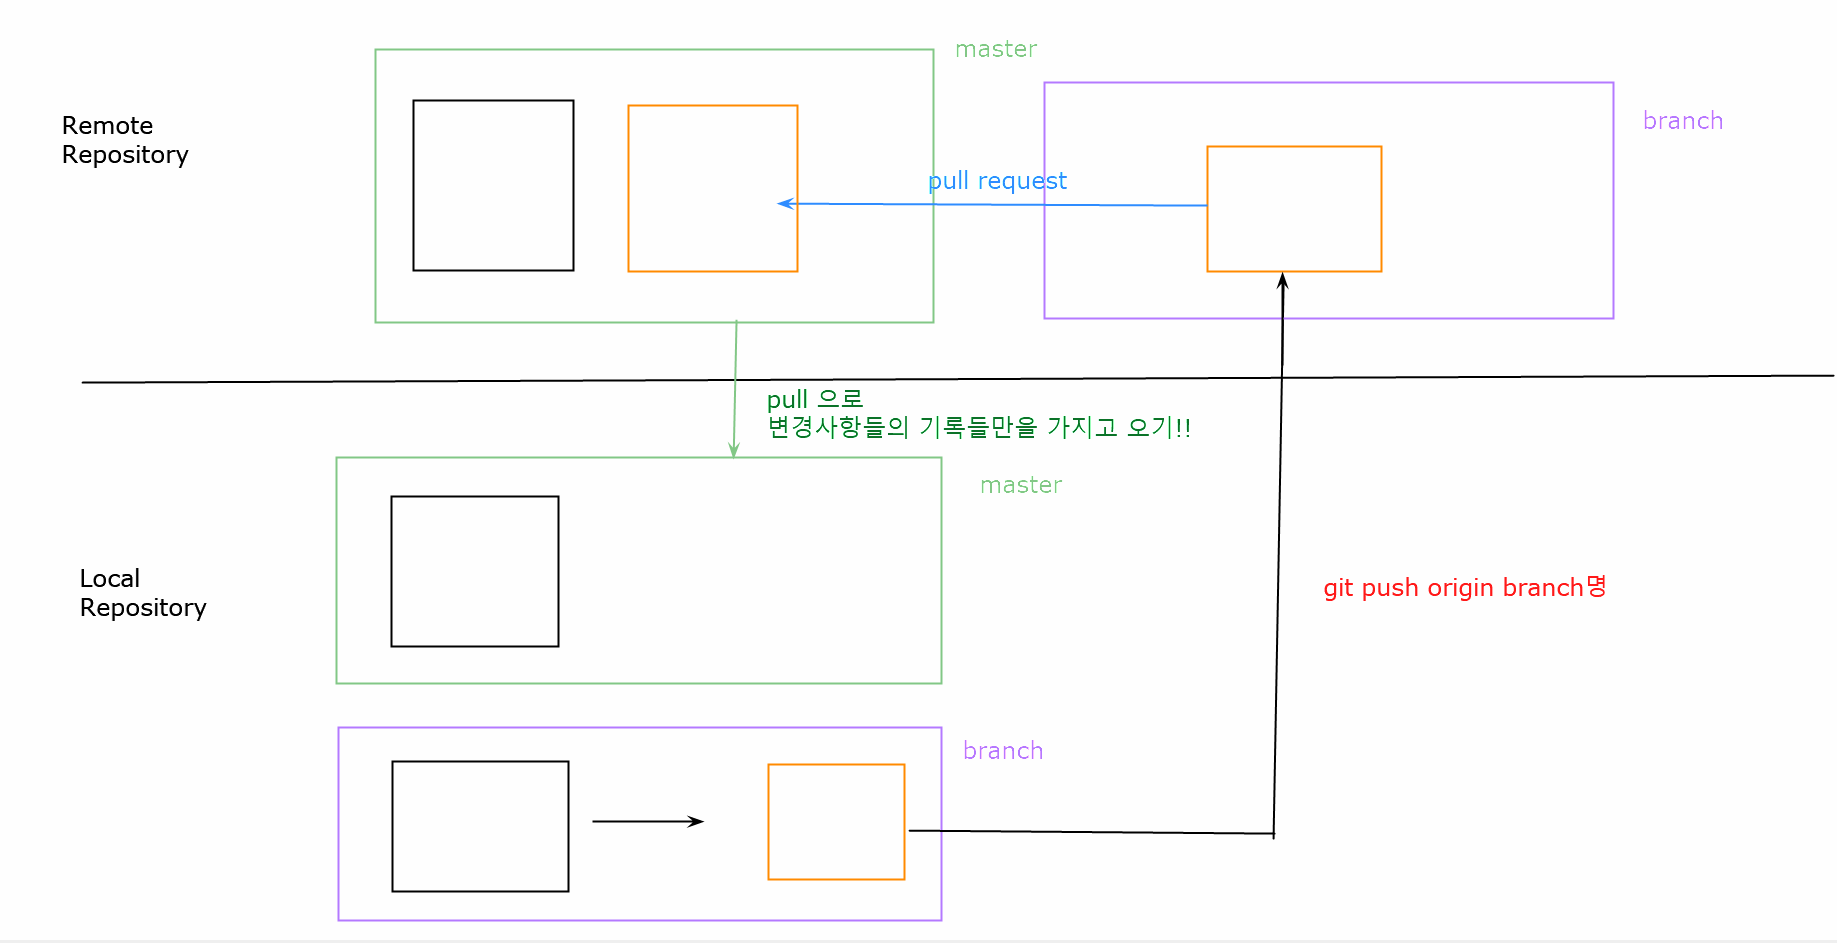 master
branch
Remote
Repository
pull request
pull 으로
변경사항들의 기록들만을 가지고 오기!!
master
Local
Repository
git push origin branch명
branch